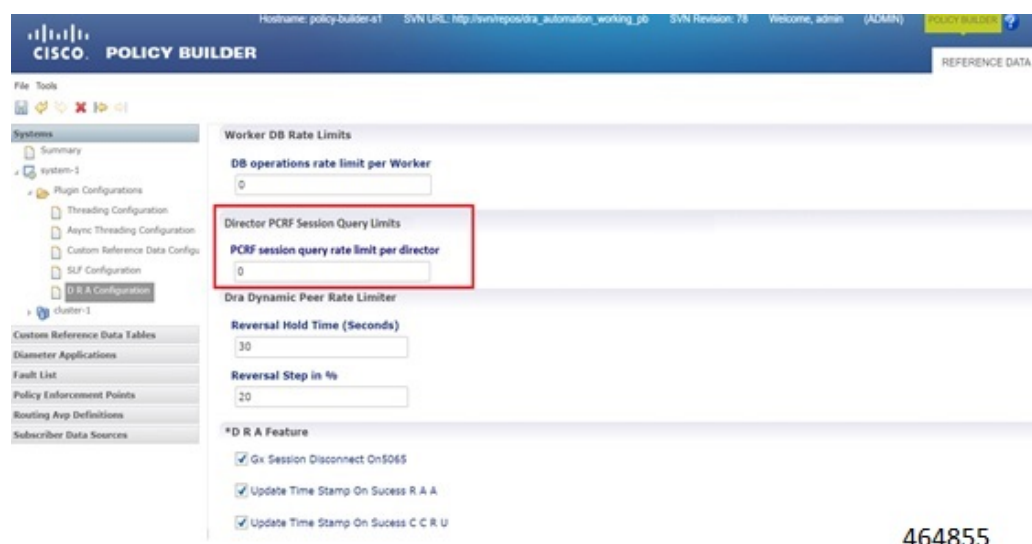 Hostname: policy-builder-s1 SVN URL: http://svn/repos/dra_automation_working_pb SVN Revision: 78 Welcome, admin (ADMIN) POLICY BUILDER ?
CISCO. POLICY BUILDER
REFERENCE DATA
File Tools
Systems
Summary
system-1
Plugin Configurations
Threading Configuration
Async Threading Configuration
Custom Reference Data Configu
SLF Configuration
D R A Configuration
cluster-1
Custom Reference Data Tables
Diameter Applications
Fault List
Policy Enforcement Points
Routing Avp Definitions
Subscriber Data Sources
Worker DB Rate Limits
DB operations rate limit per Worker
0
Director PCRF Session Query Limits
PCRF session query rate limit per director
0
Dra Dynamic Peer Rate Limiter
Reversal Hold Time (Seconds)
30
Reversal Step in %
20
*D R A Feature
Gx Session Disconnect On5065
Update Time Stamp On Sucess R A A
Update Time Stamp On Sucess C C R U
464855